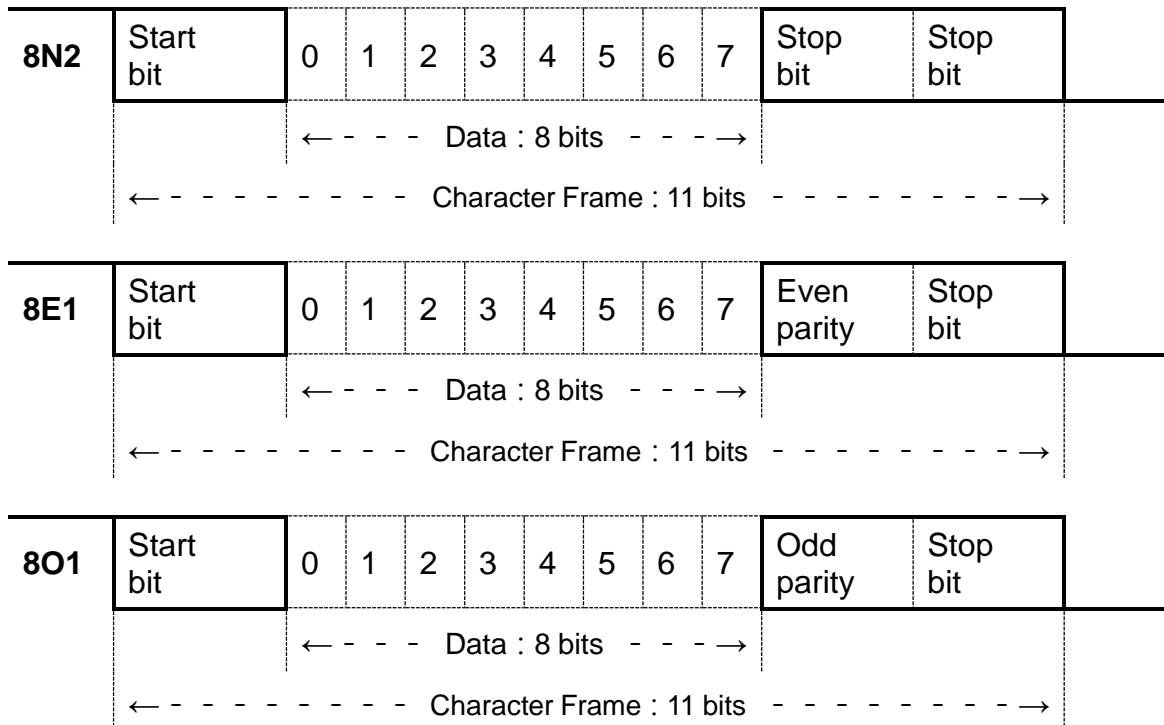 8N2 Start bit 0 1 2 3 4 5 6 7 Stop bit Stop bit
←- - - Data : 8 bits - - -→
←- - - - - - - - Character Frame : 11 bits - - - - - - - -→
8E1 Start bit 0 1 2 3 4 5 6 7 Even parity Stop bit
←- - - Data : 8 bits - - -→
←- - - - - - - - Character Frame : 11 bits - - - - - - - -→
8O1 Start bit 0 1 2 3 4 5 6 7 Odd parity Stop bit
←- - - Data : 8 bits - - -→
←- - - - - - - - Character Frame : 11 bits - - - - - - - -→